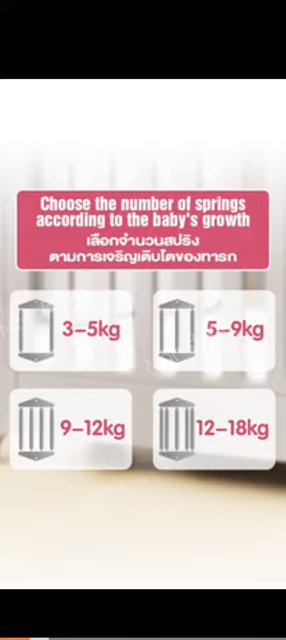 Choose the number of springs
according to the baby's growth
เลือกจำนวนสปริง
ตามการเจริญเติบโตของทารก
3–5kg
5–9kg
9–12kg
12–18kg